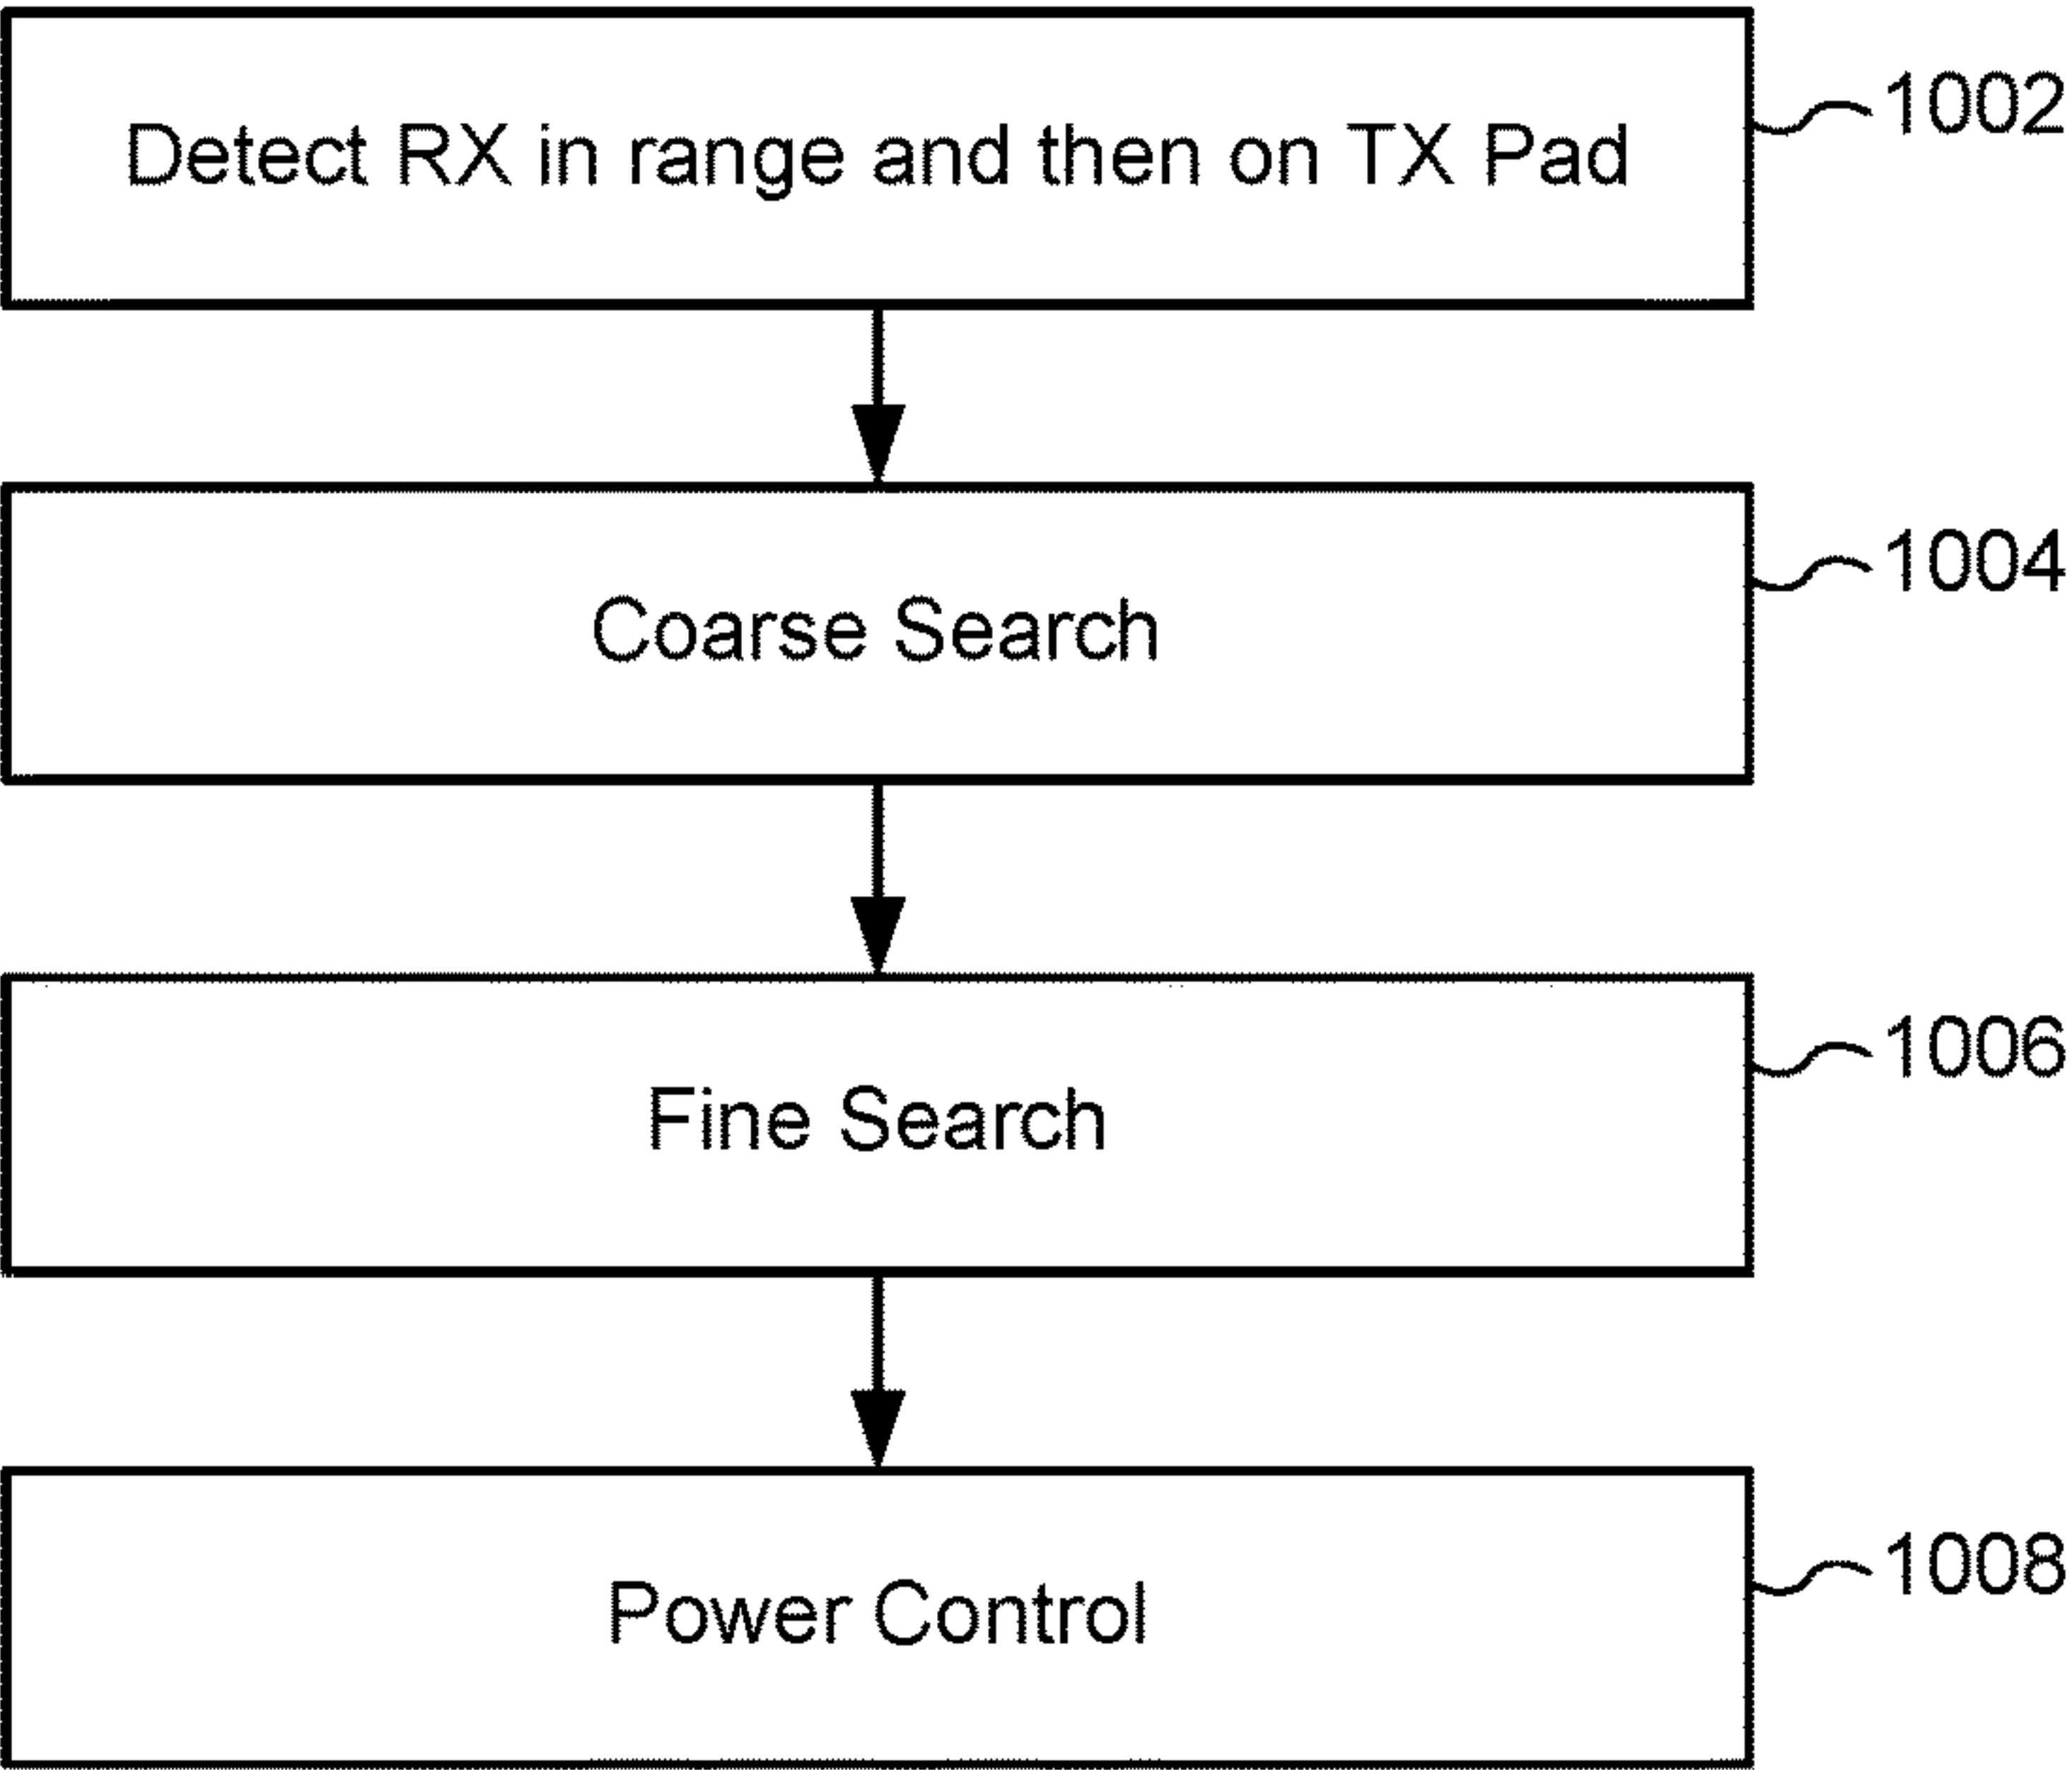 Detect RX in range and then on TX Pad
1002
Coarse Search
1004
Fine Search
1006
Power Control
1008